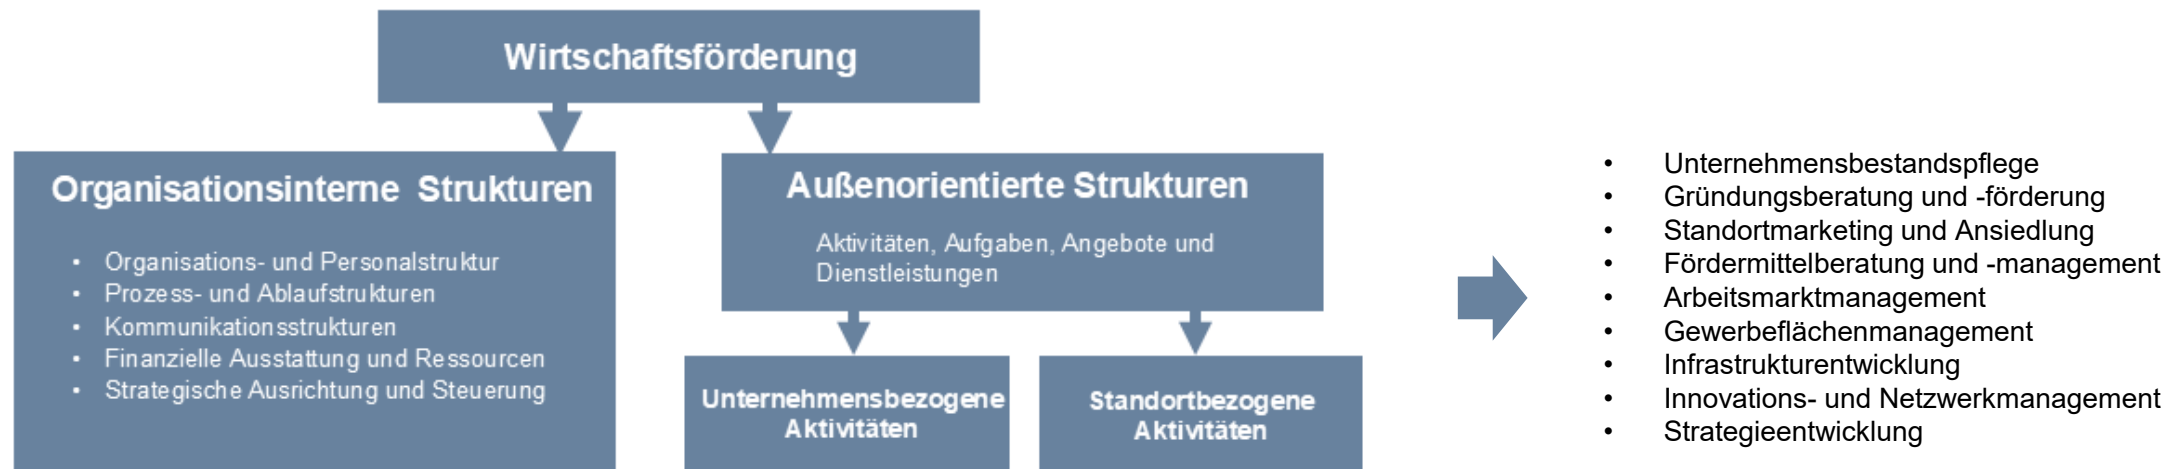 Wirtschaftsförderung
Organisationsinterne Strukturen
• Organisations- und Personalstruktur
• Prozess- und Ablaufstrukturen
• Kommunikationsstrukturen
• Finanzielle Ausstattung und Ressourcen
• Strategische Ausrichtung und Steuerung
Außenorientierte Strukturen
Aktivitäten, Aufgaben, Angebote und
Dienstleistungen
Unternehmensbezogene
Aktivitäten
Standortbezogene
Aktivitäten
• Unternehmensbestandspflege
• Gründungsberatung und -förderung
• Standortmarketing und Ansiedlung
• Fördermittelberatung und -management
• Arbeitsmarktmanagement
• Gewerbeflächenmanagement
• Infrastrukturentwicklung
• Innovations- und Netzwerkmanagement
• Strategieentwicklung